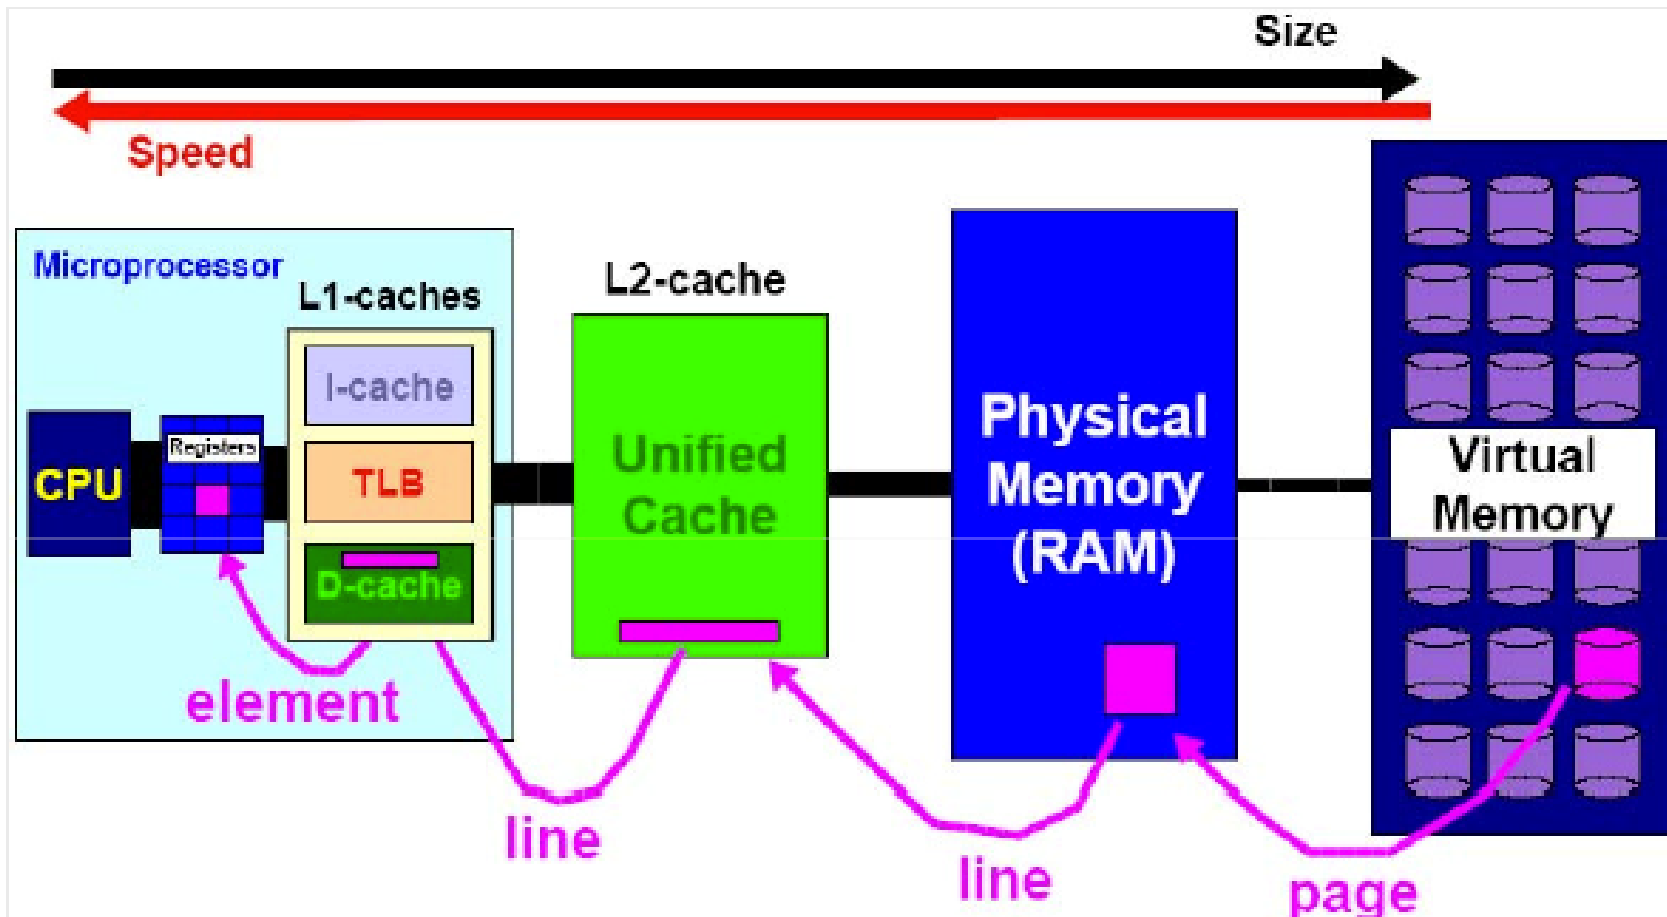 Size
Speed
Microprocessor
L1-caches
I-cache
TLB
D-cache
CPU
Registers
element
L2-cache
Unified
Cache
line
Physical
Memory
(RAM)
line
Virtual
Memory
page